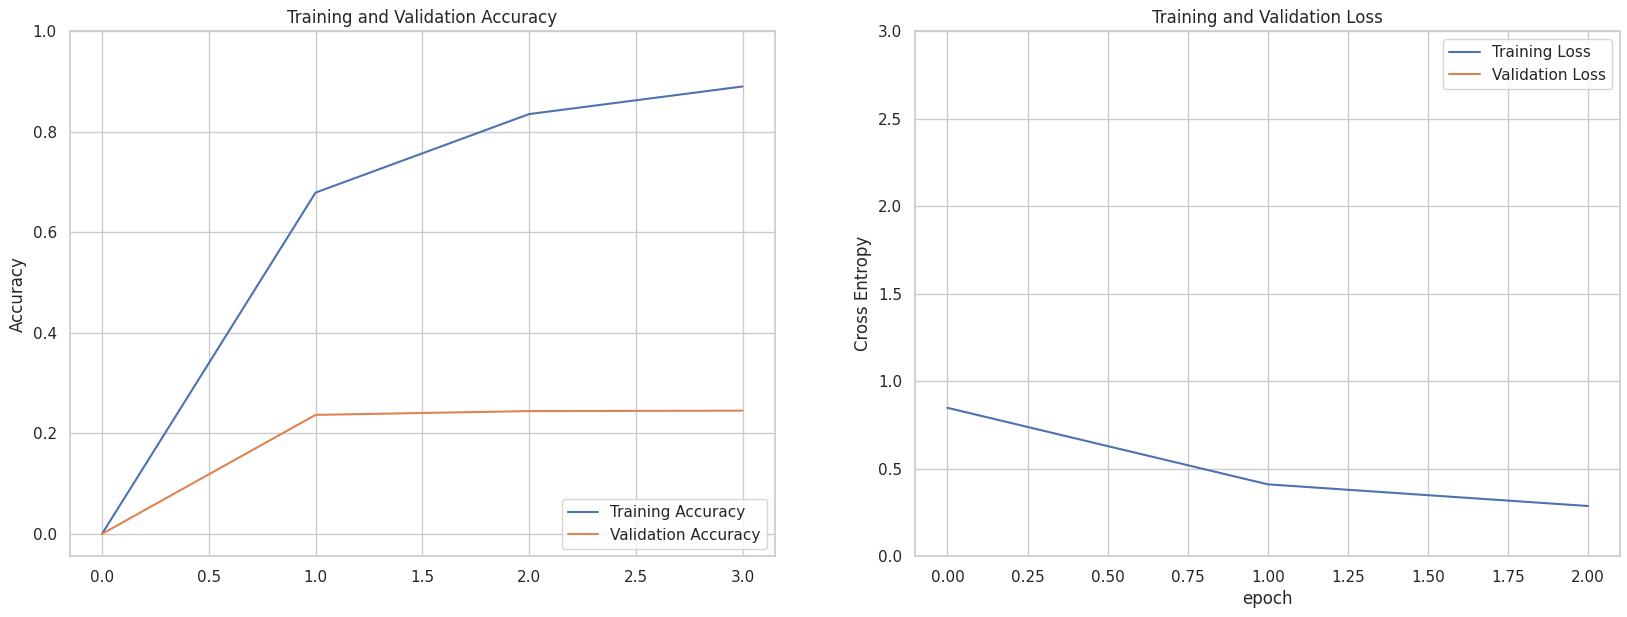 Training and Validation Accuracy
1.0
0.8
0.6
0.4
0.2
0.0
Accuracy
0.0 0.5 1.0 1.5 2.0 2.5 3.0
Training Accuracy
Validation Accuracy
Training and Validation Loss
3.0
2.5
2.0
1.5
1.0
0.5
0.0
Cross Entropy
0.00 0.25 0.50 0.75 1.00 1.25 1.50 1.75 2.00
epoch
Training Loss
Validation Loss